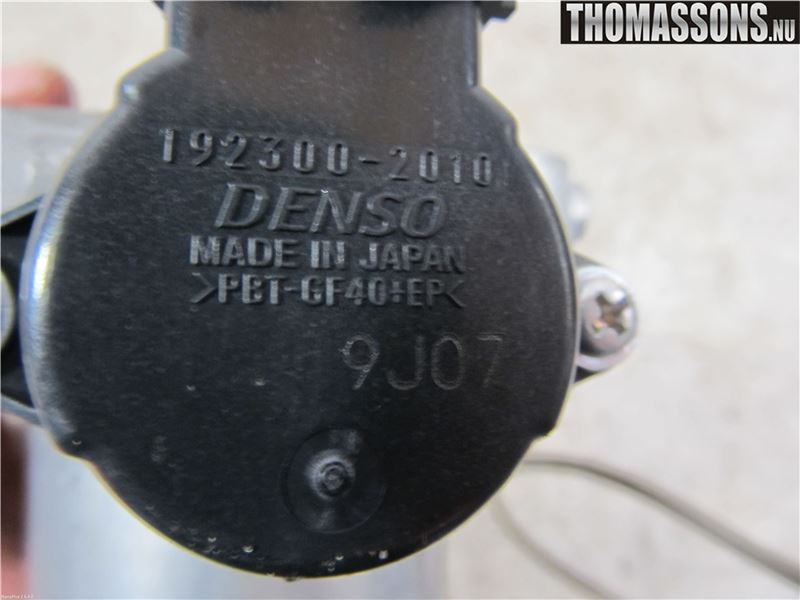 THOMASSONS.NU
192300-2010
DENSO
MADE IN JAPAN
>PBT-GF40+EP<
9J07